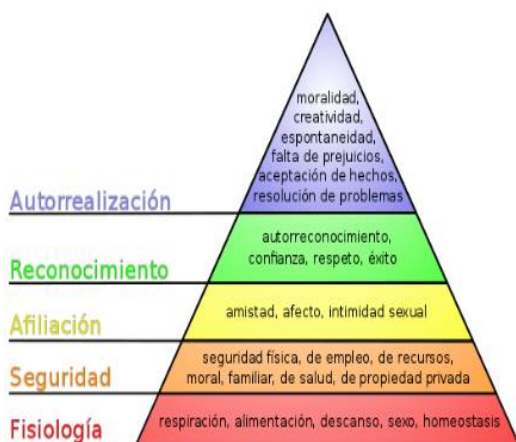 moralidad,
creatividad,
espontaneidad,
falta de prejuicios,
aceptación de hechos,
resolución de problemas
Autorrealización
autorreconocimiento,
confianza, respeto, éxito
Reconocimiento
amistad, afecto, intimidad sexual
Afiliación
seguridad física, de empleo, de recursos,
moral, familiar, de salud, de propiedad privada
Seguridad
respiración, alimentación, descanso, sexo, homeostasis
Fisiología